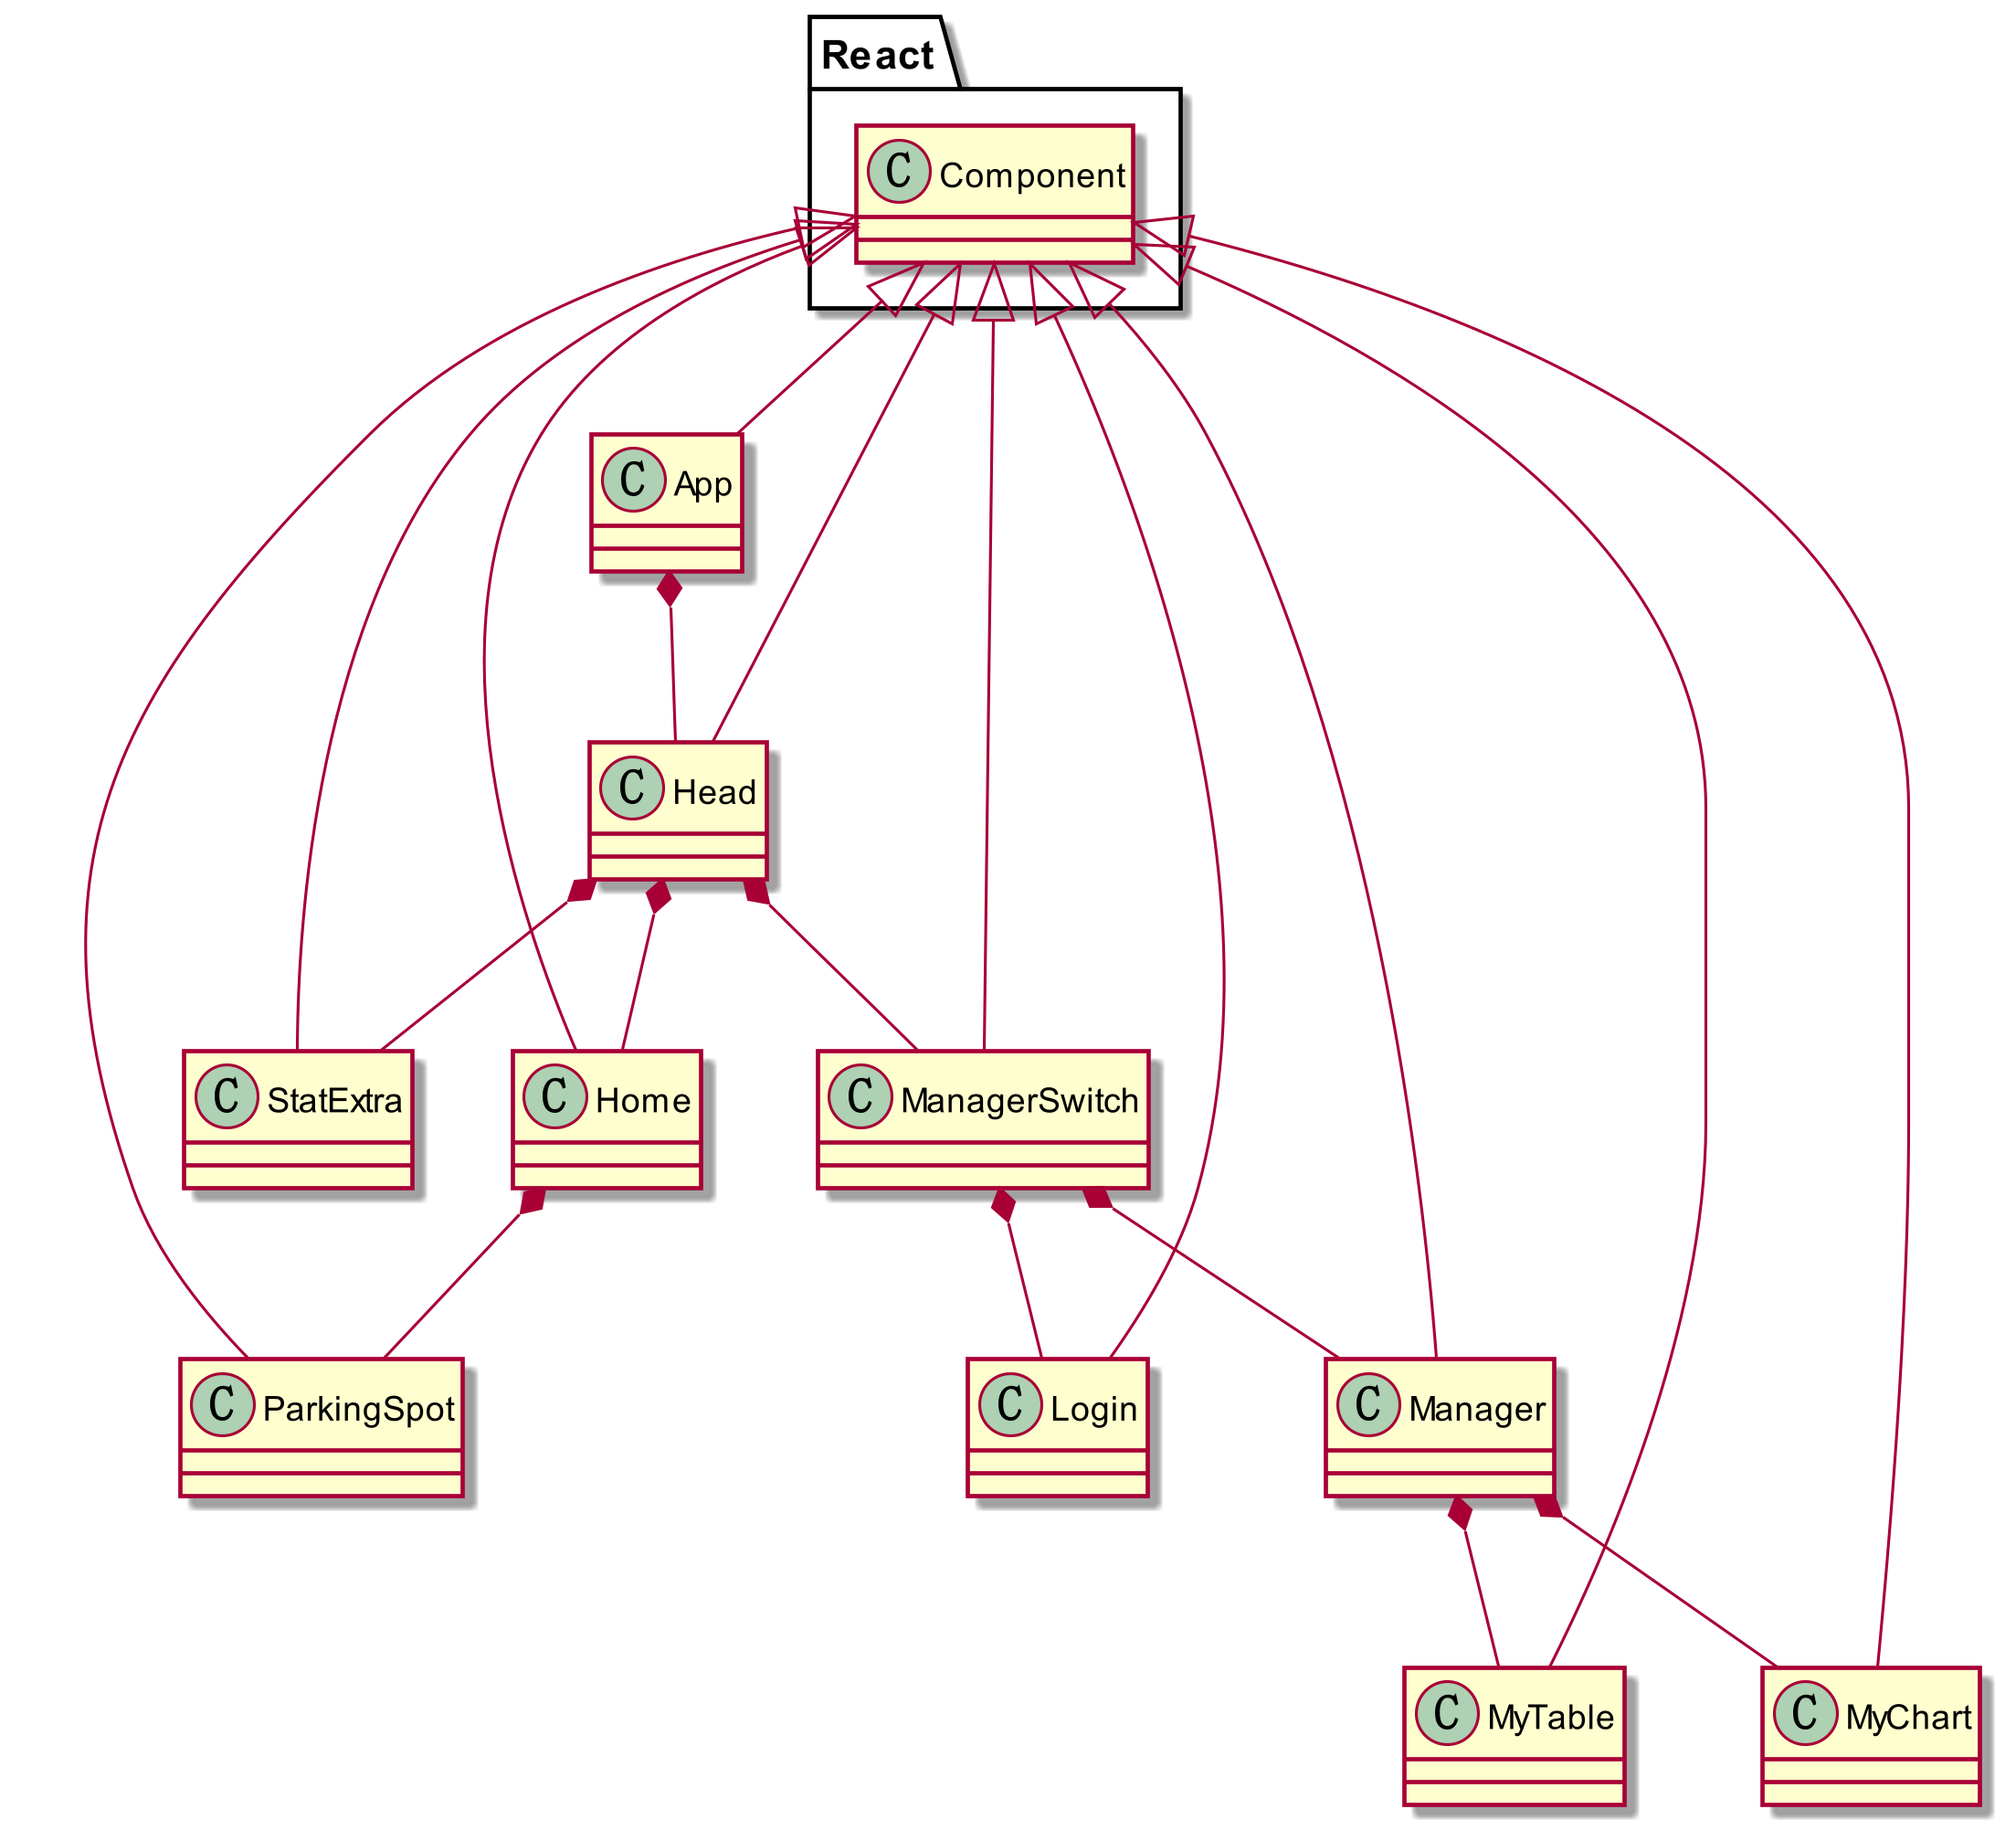 React
C Component
C App
C Head
C StatExtra
C Home
C ManagerSwitch
C ParkingSpot
C Login
C Manager
C MyTable
C MyChart